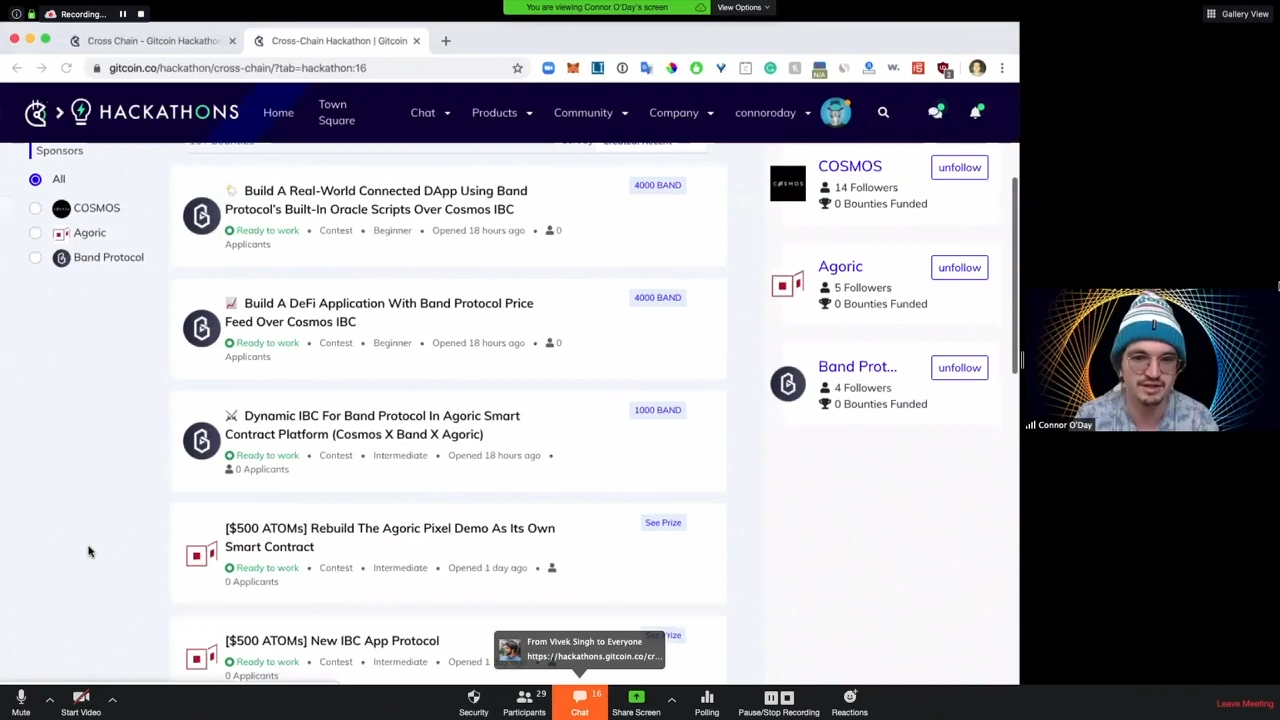 Recording...
You are viewing Connor O'Day's screen
View Options
Gallery View
Cross Chain - Gitcoin Hackathon
Cross-Chain Hackathon | Gitcoin
gitcoin.co/hackathon/cross-chain/?tab=hackathon:16
N/A
2
HACKATHONS
Home
Town
Square
Chat
Products
Community
Company
connoroday
Sponsors
All
COSMOS
Agoric
Band Protocol
Build A Real-World Connected DApp Using Band
Protocol's Built-In Oracle Scripts Over Cosmos IBC
4000 BAND
Ready to work • Contest • Beginner • Opened 18 hours ago • 0
Applicants
Build A DeFi Application With Band Protocol Price
Feed Over Cosmos IBC
4000 BAND
Ready to work • Contest • Beginner • Opened 18 hours ago • 0
Applicants
Dynamic IBC For Band Protocol In Agoric Smart
Contract Platform (Cosmos X Band X Agoric)
1000 BAND
Ready to work • Contest • Intermediate • Opened 18 hours ago •
0 Applicants
[$500 ATOMs] Rebuild The Agoric Pixel Demo As Its Own
Smart Contract
See Prize
Ready to work • Contest • Intermediate • Opened 1 day ago •
0 Applicants
[$500 ATOMs] New IBC App Protocol
Ready to work • Contest • Intermediate • Opened 1
0 Applicants
COSMOS
COSMOS
unfollow
14 Followers
0 Bounties Funded
Agoric
unfollow
5 Followers
0 Bounties Funded
Band Prot...
unfollow
4 Followers
0 Bounties Funded
Connor O'Day
From Vivek Singh to Everyone
https://hackathons.gitcoin.co/cr...
Mute
Start Video
Security
29
Participants
16
Chat
Share Screen
Polling
Pause/Stop Recording
Reactions
Leave Meeting